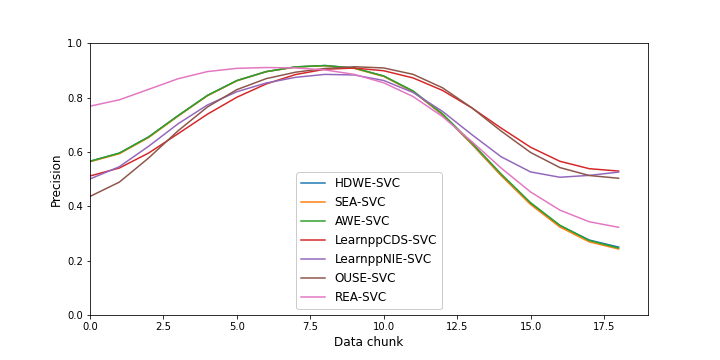 1.0
0.8
0.6
0.4
0.2
0.0
Precision
HDWE-SVC
SEA-SVC
AWE-SVC
LearnppCDS-SVC
LearnppNIE-SVC
OUSE-SVC
REA-SVC
0.0 2.5 5.0 7.5 10.0 12.5 15.0 17.5
Data chunk